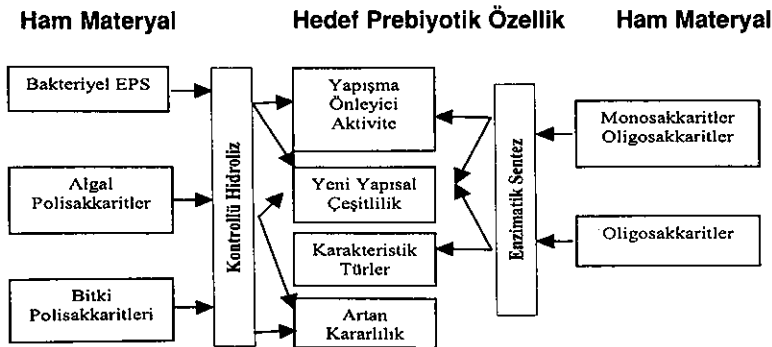 Ham Materyal
Hedef Prebiyotik Özellik
Ham Materyal
Bakteriyel EPS
Algal
Polisakkaritler
Bitki
Polisakkaritleri
Kontrollü Hidroliz
Yapışma
Önleyici
Aktivite
Yeni Yapısal
Çeşitlilik
Karakteristik
Türler
Artan
Kararlılık
Enzimatik Sentez
Monosakkaritler
Oligosakkaritler
Oligosakkaritler